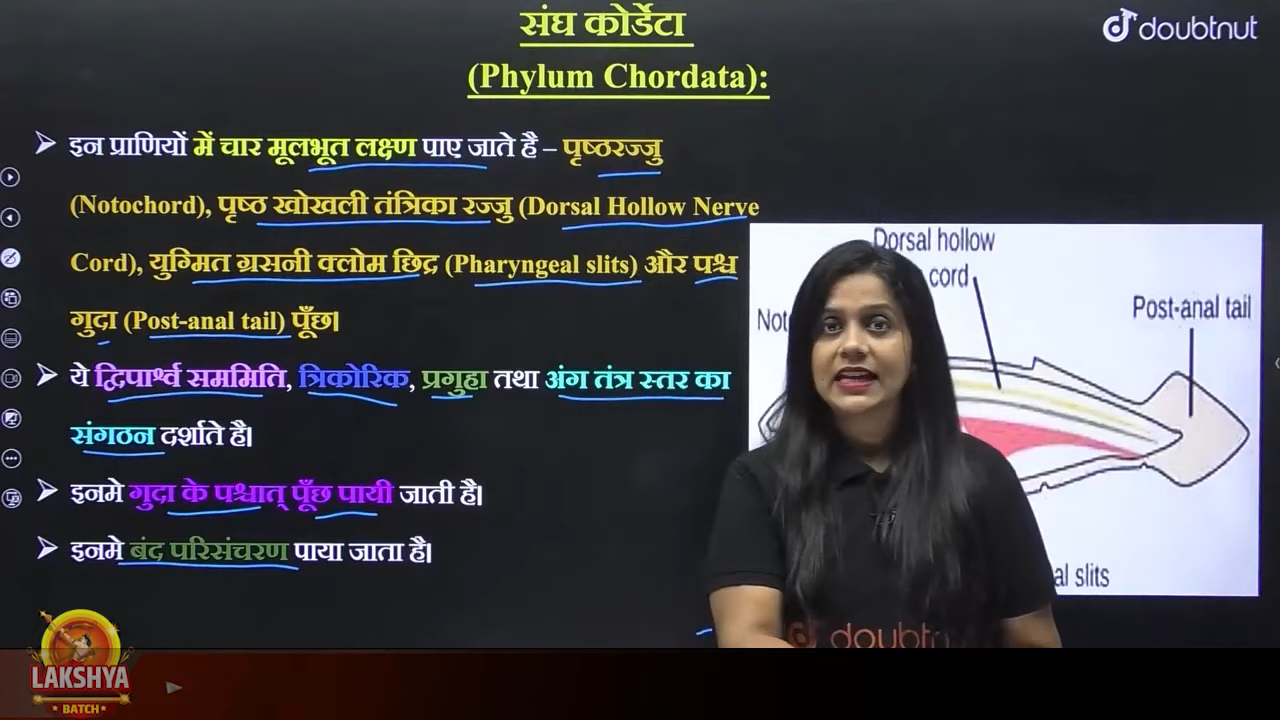 संघ कोर्डेटा
(Phylum Chordata):
doubtnut
➤ इन प्राणियों में चार मूलभूत लक्ष्ण पाए जाते है – पृष्ठरज्जु
(Notochord), पृष्ठ खोखली तंत्रिका रज्जु (Dorsal Hollow Nerve
Cord), युग्मित ग्रसनी क्लोम छिद्र (Pharyngeal slits) और पश्च
गुदा (Post-anal tail) पूँछ।
➤ ये द्विपार्श्व सममिति, त्रिकोरिक, प्रगुहा तथा अंग तंत्र स्तर का
संगठन दर्शाते है।
➤ इनमे गुदा के पश्चात् पूँछ पायी जाती है।
➤ इनमे बंद परिसंचरण पाया जाता है।
Dorsal hollow
cord
Post-anal tail
slits
LAKSHYA
BATCH